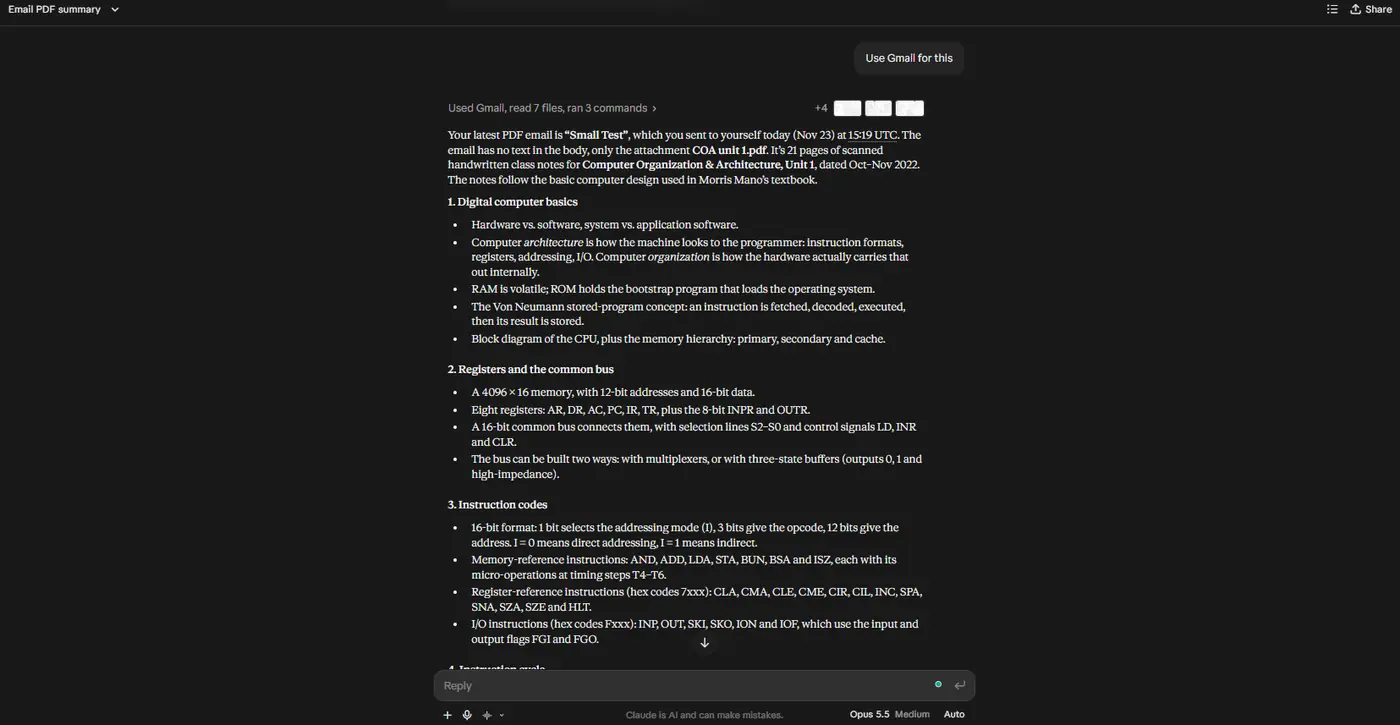 Email PDF summary
Share
Use Gmail for this
Used Gmail, read 7 files, ran 3 commands >
+4
Your latest PDF email is “Small Test”, which you sent to yourself today (Nov 23) at 15:19 UTC. The
email has no text in the body, only the attachment COA unit 1.pdf. It’s 21 pages of scanned
handwritten class notes for Computer Organization & Architecture, Unit 1, dated Oct–Nov 2022.
The notes follow the basic computer design used in Morris Mano’s textbook.
1. Digital computer basics
• Hardware vs. software, system vs. application software.
• Computer architecture is how the machine looks to the programmer: instruction formats,
registers, addressing, I/O. Computer organization is how the hardware actually carries that
out internally.
• RAM is volatile; ROM holds the bootstrap program that loads the operating system.
• The Von Neumann stored-program concept: an instruction is fetched, decoded, executed,
then its result is stored.
• Block diagram of the CPU, plus the memory hierarchy: primary, secondary and cache.
2. Registers and the common bus
• A 4096 × 16 memory, with 12-bit addresses and 16-bit data.
• Eight registers: AR, DR, AC, PC, IR, TR, plus the 8-bit INPR and OUTR.
• A 16-bit common bus connects them, with selection lines S2–S0 and control signals LD, INR
and CLR.
• The bus can be built two ways: with multiplexers, or with three-state buffers (outputs 0, 1 and
high-impedance).
3. Instruction codes
• 16-bit format: 1 bit selects the addressing mode (I), 3 bits give the opcode, 12 bits give the
address. I = 0 means direct addressing, I = 1 means indirect.
• Memory-reference instructions: AND, ADD, LDA, STA, BUN, BSA and ISZ, each with its
micro-operations at timing steps T4–T6.
• Register-reference instructions (hex codes 7xxx): CLA, CMA, CLE, CME, CIR, CIL, INC, SPA,
SNA, SZA, SZE and HLT.
• I/O instructions (hex codes Fxxx): INP, OUT, SKI, SKO, ION and IOF, which use the input and
output flags FGI and FGO.
4. Instruction cycle
Reply
Claude is AI and can make mistakes.
Opus 5.5 Medium
Auto